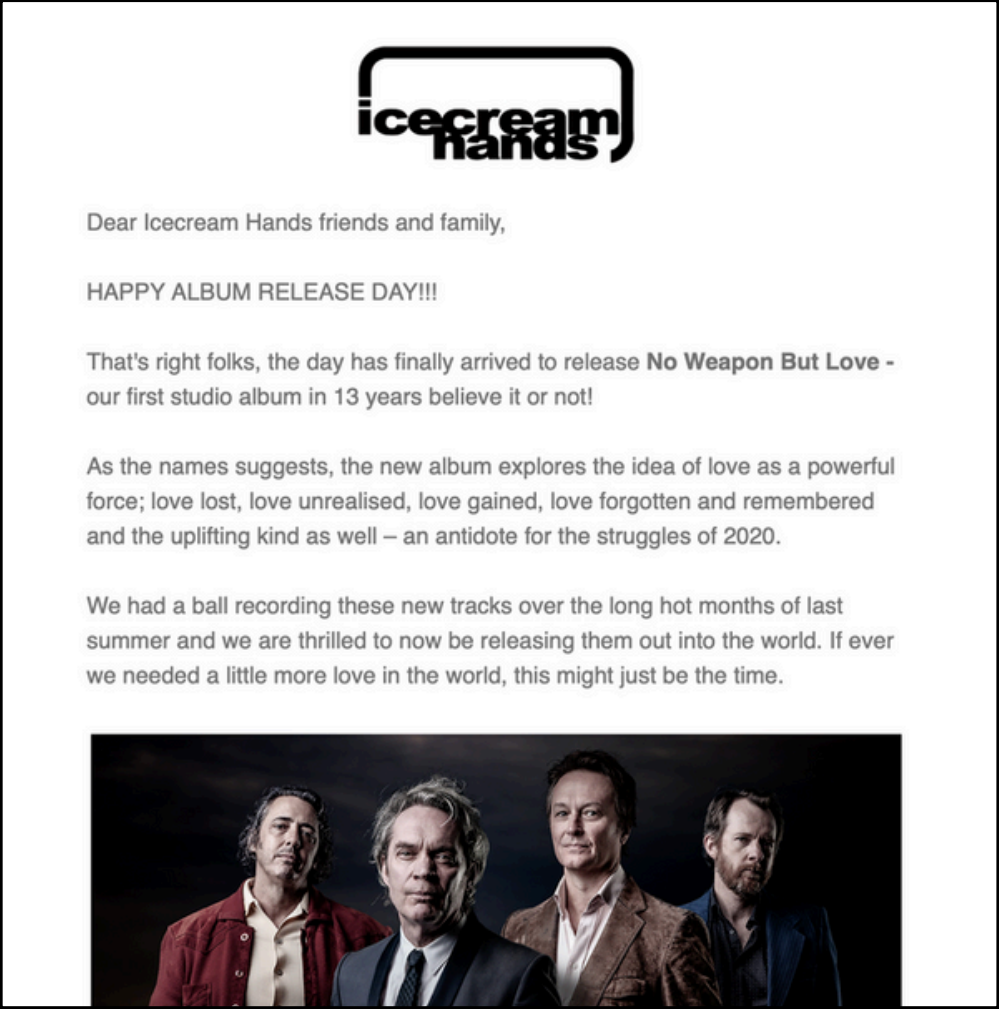 icecream
hands
Dear Icecream Hands friends and family,
HAPPY ALBUM RELEASE DAY!!!
That's right folks, the day has finally arrived to release No Weapon But Love -
our first studio album in 13 years believe it or not!
As the names suggests, the new album explores the idea of love as a powerful
force; love lost, love unrealised, love gained, love forgotten and remembered
and the uplifting kind as well – an antidote for the struggles of 2020.
We had a ball recording these new tracks over the long hot months of last
summer and we are thrilled to now be releasing them out into the world. If ever
we needed a little more love in the world, this might just be the time.